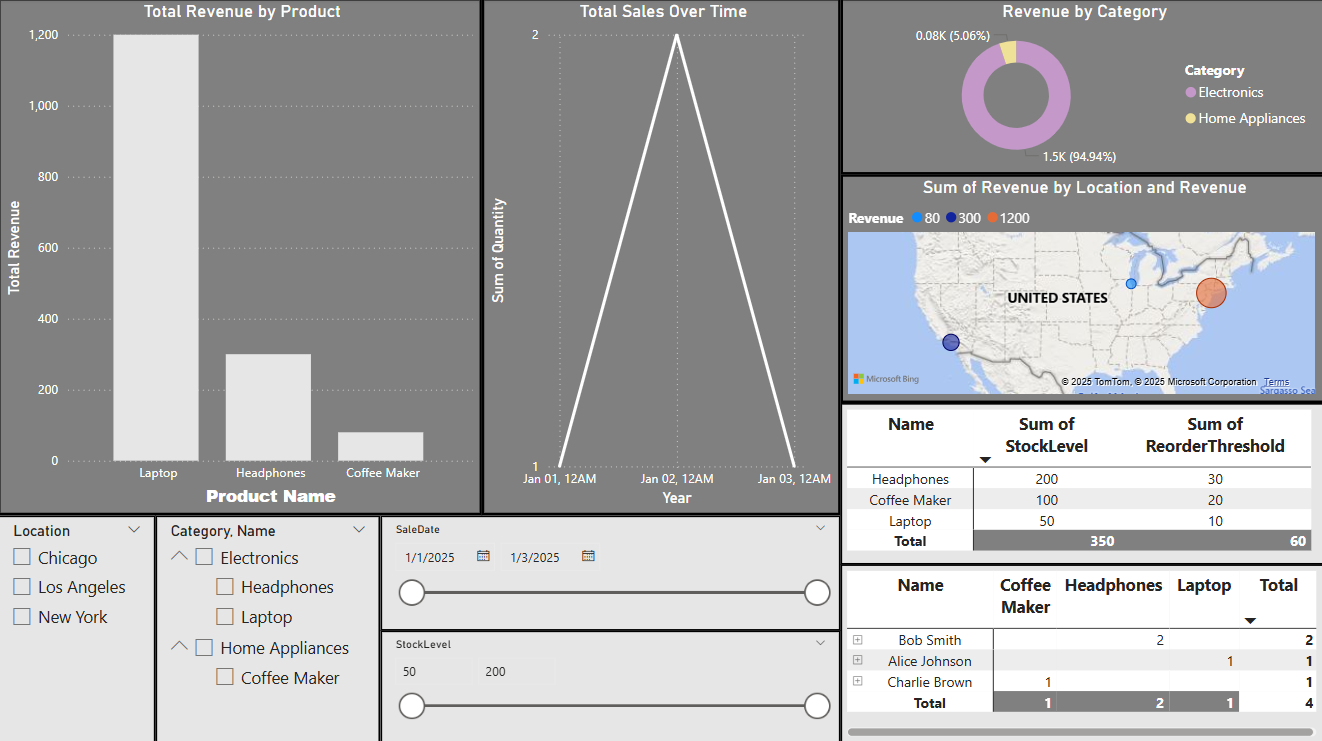 Total Revenue by Product
1,200
1,000
800
600
400
200
0
Total Revenue
Laptop
Headphones
Coffee Maker
Product Name
Total Sales Over Time
2
1
Sum of Quantity
Jan 01, 12AM
Jan 02, 12AM
Jan 03, 12AM
Year
Revenue by Category
0.08K (5.06%)
1.5K (94.94%)
Category
Electronics
Home Appliances
Sum of Revenue by Location and Revenue
Revenue 80 300 1200
UNITED STATES
Microsoft Bing
© 2025 TomTom, © 2025 Microsoft Corporation Terms
Sargasso Sea
Name Sum of StockLevel Sum of ReorderThreshold
Headphones 200 30
Coffee Maker 100 20
Laptop 50 10
Total 350 60
Location
Chicago
Los Angeles
New York
Category, Name
Electronics
Headphones
Laptop
Home Appliances
Coffee Maker
SaleDate
1/1/2025 1/3/2025
StockLevel
50 200
Name Coffee Maker Headphones Laptop Total
Bob Smith 2 2
Alice Johnson 1 1
Charlie Brown 1 1
Total 1 2 1 4